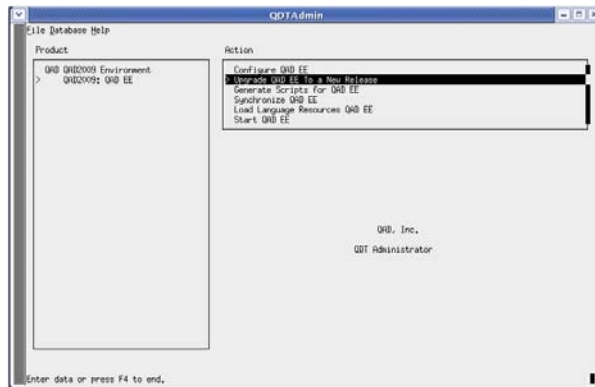 QDTAdmin
File Database Help
Product
Action
QAD QAD2009 Environment
> QAD2009: QAD EE
Configure QAD EE
> Upgrade QAD EE To a New Release
Generate Scripts for QAD EE
Synchronize QAD EE
Load Language Resources QAD EE
Start QAD EE
QAD, Inc.
QDT Administrator
Enter data or press F4 to end.